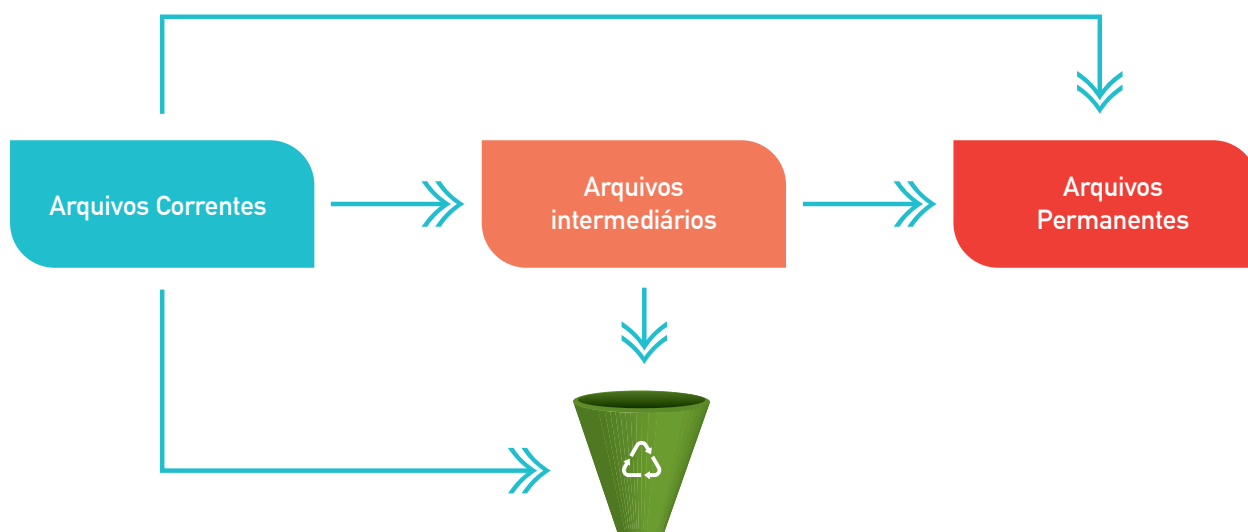 Arquivos Correntes
Arquivos
intermediários
Arquivos
Permanentes